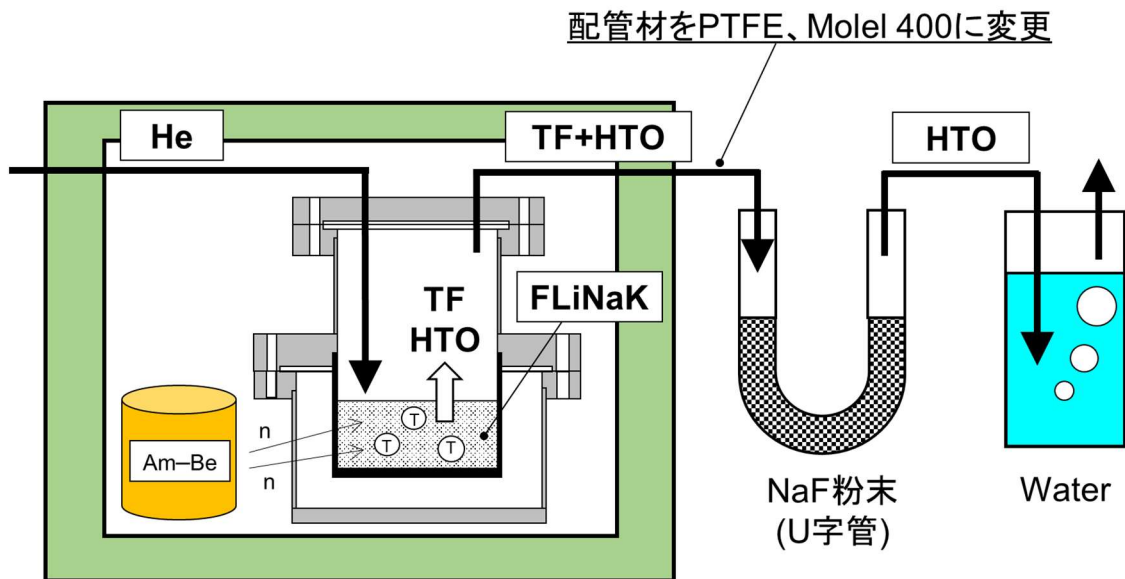 配管材をPTFE、Molel 400に変更
He
TF+HTO
HTO
TF
HTO
FLiNaK
T
T
T
n
n
Am–Be
NaF粉末
(U字管)
Water